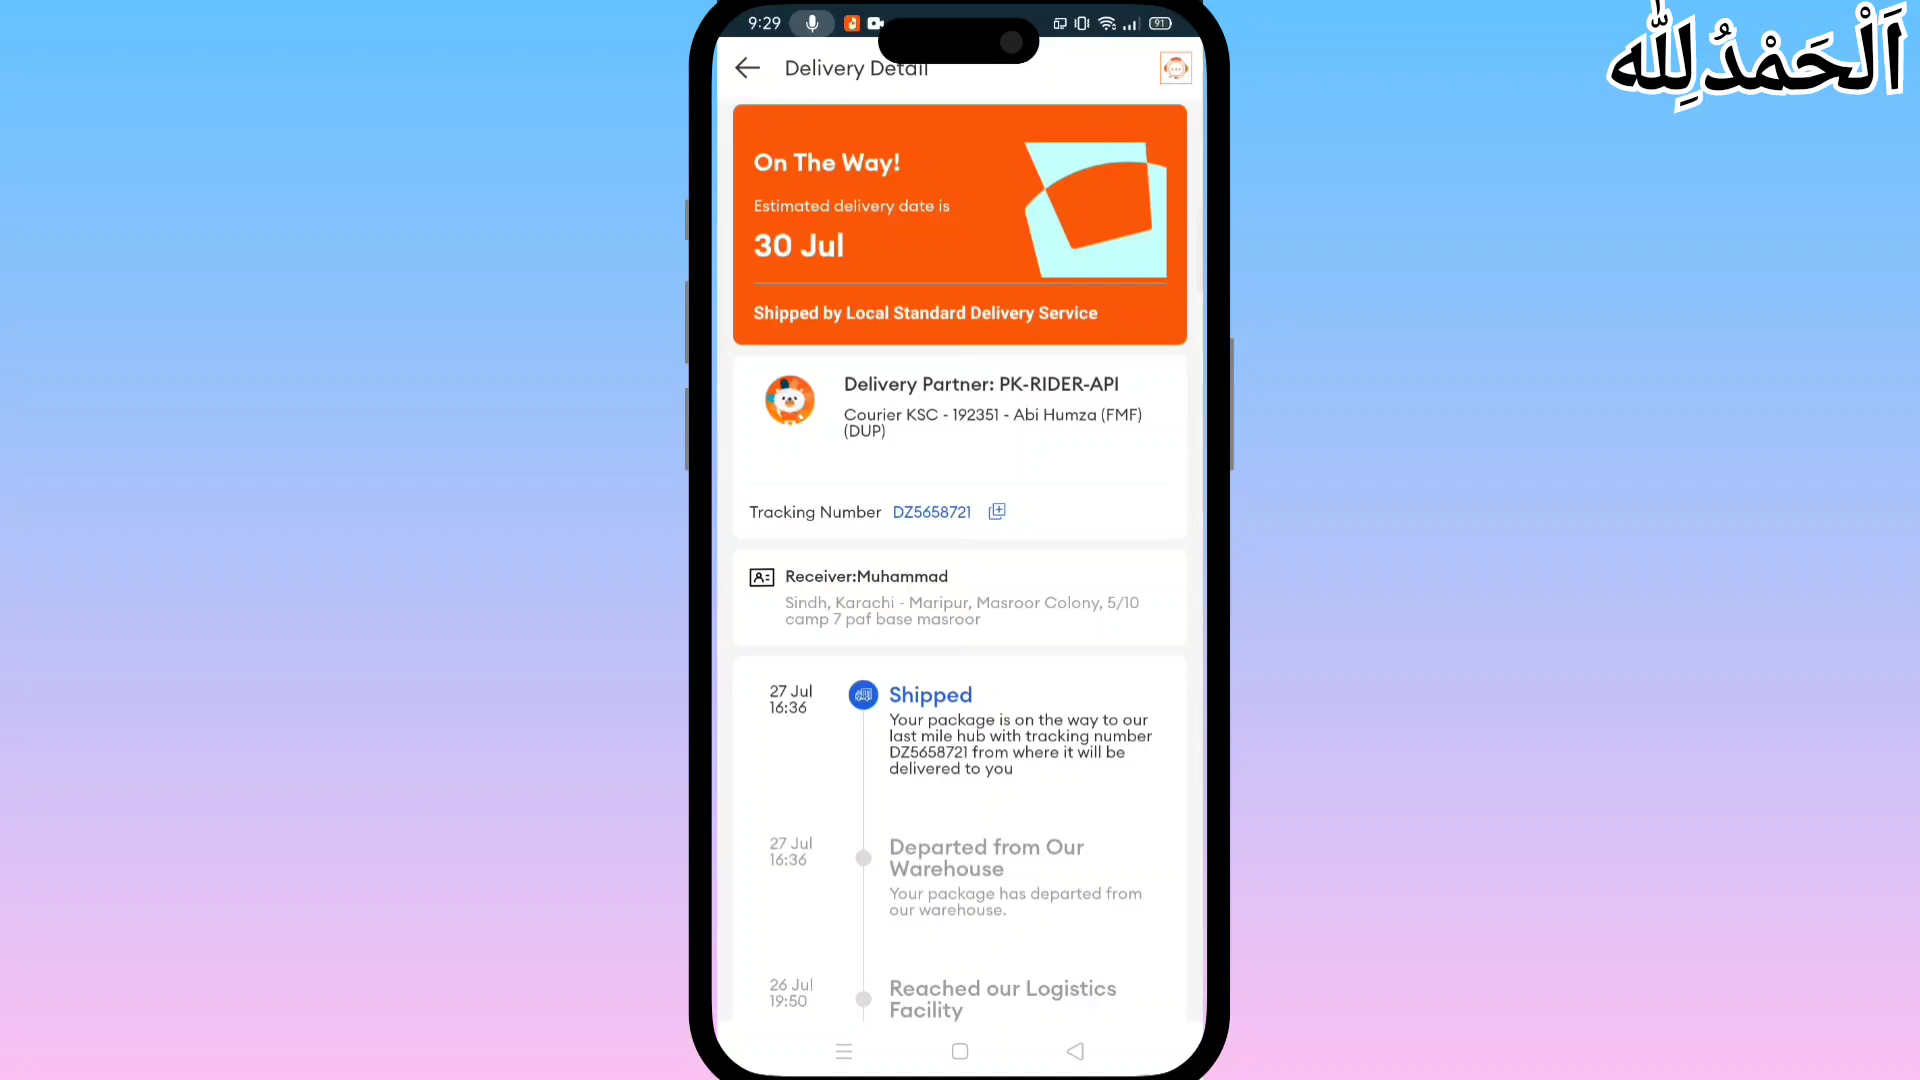 9:29
91
اَلْحَمْدُلِلّٰه
Delivery Detail
On The Way!
Estimated delivery date is
30 Jul
Shipped by Local Standard Delivery Service
Delivery Partner: PK-RIDER-API
Courier KSC - 192351 - Abi Humza (FMF)
(DUP)
Tracking Number DZ5658721
Receiver:Muhammad
Sindh, Karachi - Maripur, Masroor Colony, 5/10
camp 7 paf base masroor
27 Jul
16:36
Shipped
Your package is on the way to our
last mile hub with tracking number
DZ5658721 from where it will be
delivered to you
27 Jul
16:36
Departed from Our
Warehouse
Your package has departed from
our warehouse.
26 Jul
19:50
Reached our Logistics
Facility